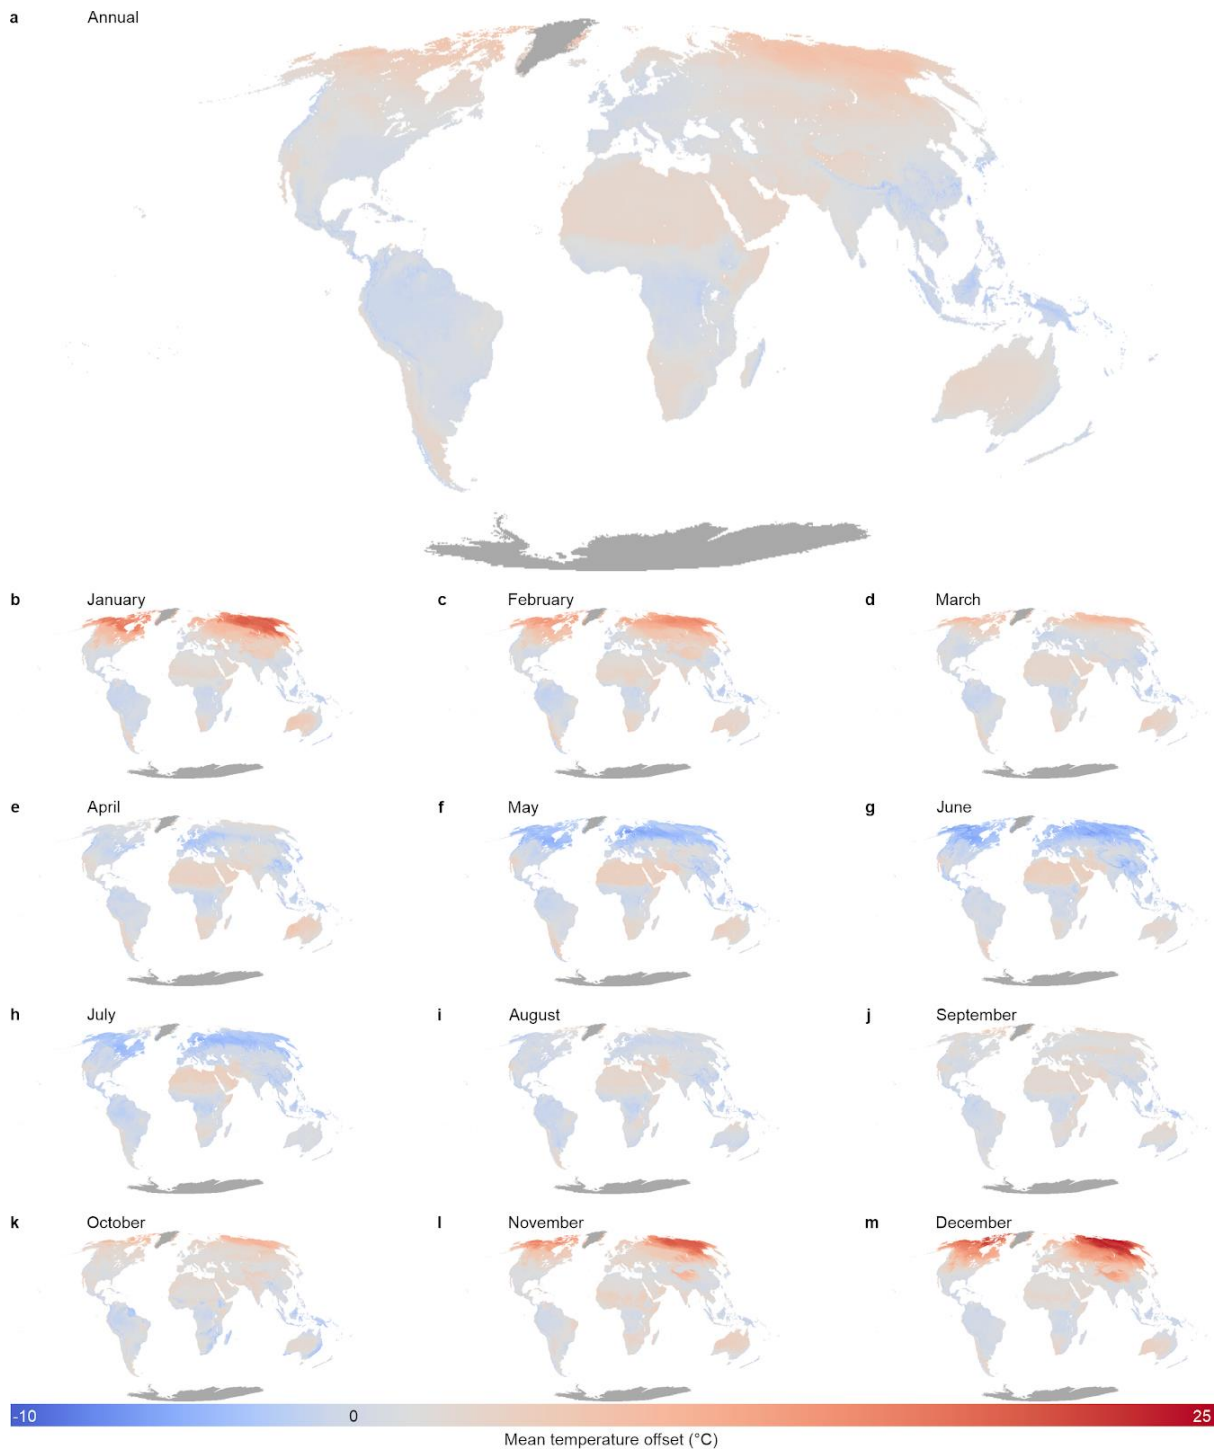 a Annual
b January
c February
d March
e April
f May
g June
h July
i August
j September
k October
l November
m December
-10 0 25
Mean temperature offset (°C)